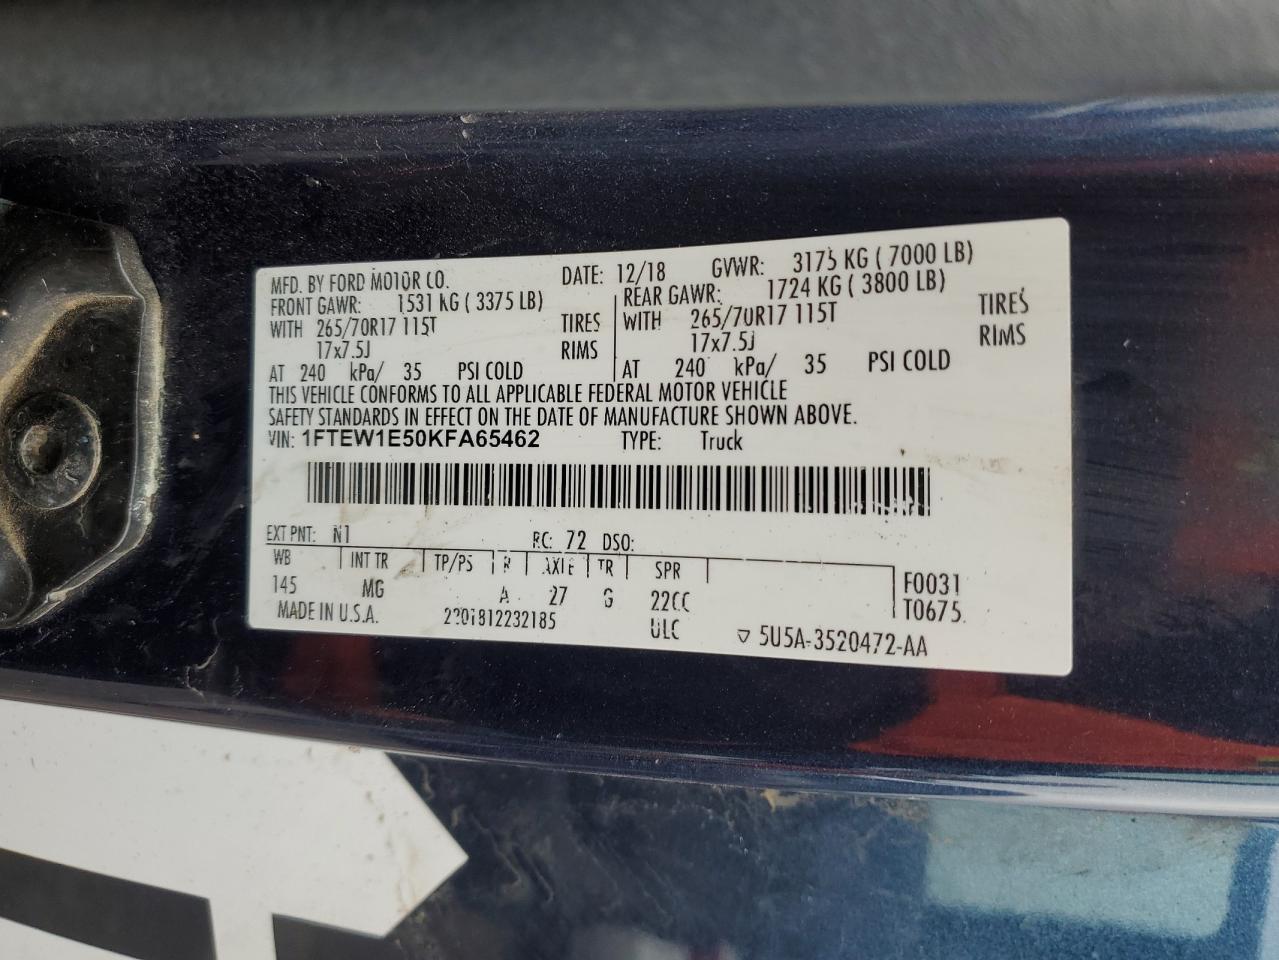 MFD. BY FORD MOTOR CO. DATE: 12/18 GVWR: 3175 KG ( 7000 LB)
FRONT GAWR: 1531 KG ( 3375 LB) REAR GAWR: 1724 KG ( 3800 LB)
WITH 265/70R17 115T TIRES WITH 265/70R17 115T TIRES
17x7.5J RIMS 17x7.5J RIMS
AT 240 kPa/ 35 PSI COLD AT 240 kPa/ 35 PSI COLD
THIS VEHICLE CONFORMS TO ALL APPLICABLE FEDERAL MOTOR VEHICLE
SAFETY STANDARDS IN EFFECT ON THE DATE OF MANUFACTURE SHOWN ABOVE.
VIN: 1FTEW1E50KFA65462 TYPE: Truck
EXT PNT: N1 RC: 72 DSO:
WB INT TR TP/PS R AXLE TR SPR F0031
145 MG A 27 G 22CC T0675
MADE IN U.S.A. ULC ▽ 5U5A-3520472-AA